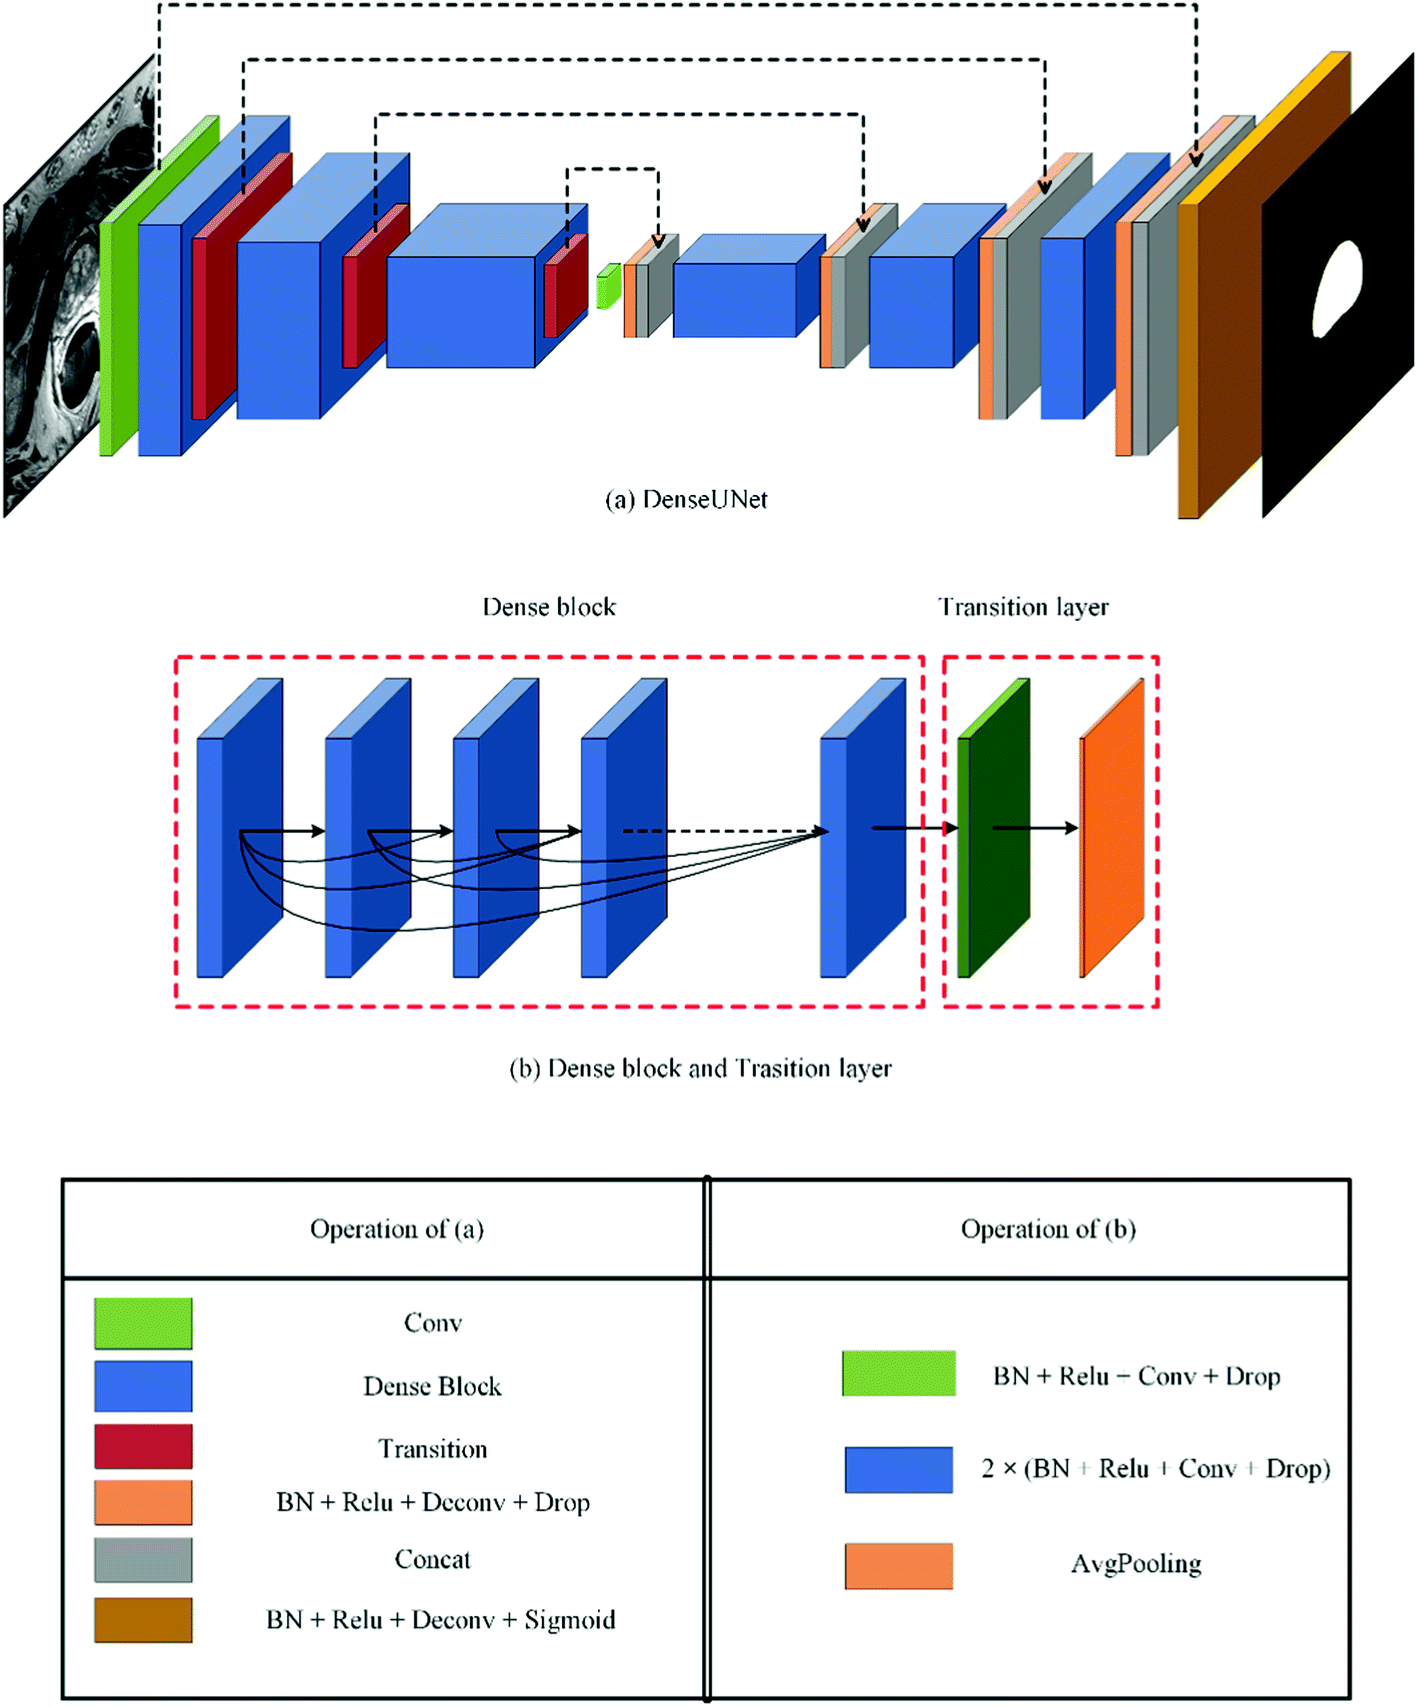 (a) DenseUNet
Dense block
Transition layer
(b) Dense block and Trasition layer
Operation of (a)
Operation of (b)
Conv
Dense Block
Transition
BN + Relu + Deconv + Drop
Concat
BN + Relu + Deconv + Sigmoid
BN + Relu + Conv + Drop
2 × (BN + Relu + Conv + Drop)
AvgPooling